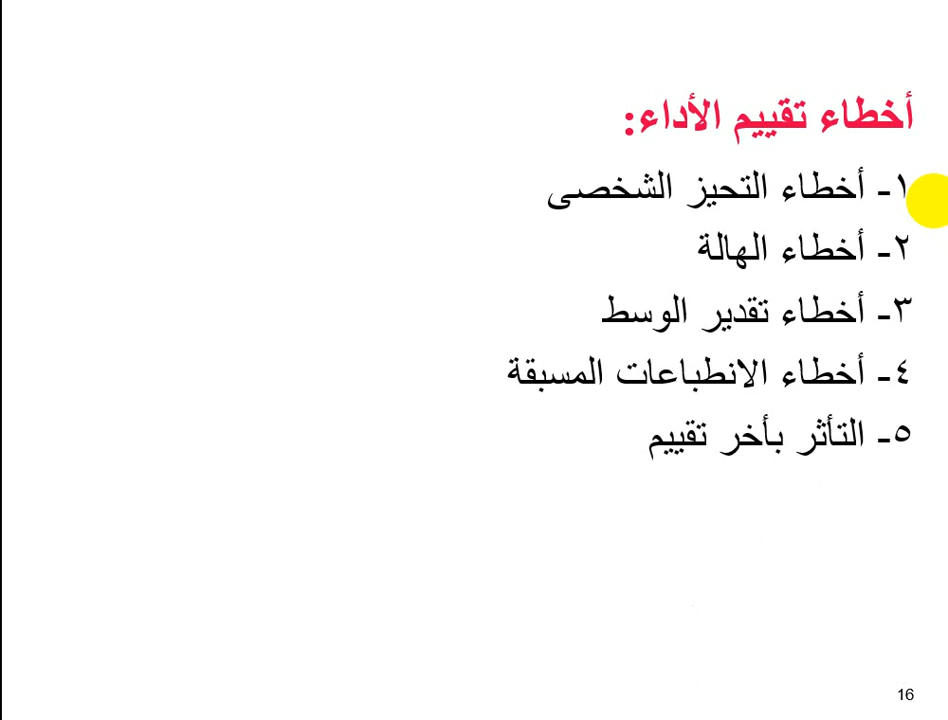 أخطاء تقييم الأداء:
١- أخطاء التحيز الشخصى
٢- أخطاء الهالة
٣- أخطاء تقدير الوسط
٤- أخطاء الانطباعات المسبقة
٥- التأثر بأخر تقييم
16